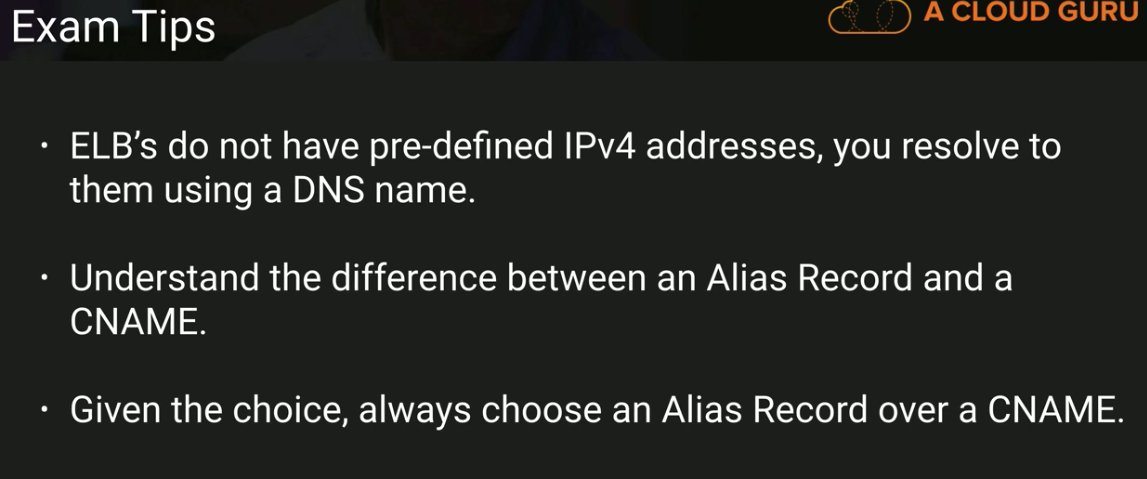 Exam Tips
A CLOUD GURU
• ELB’s do not have pre-defined IPv4 addresses, you resolve to
them using a DNS name.
• Understand the difference between an Alias Record and a
CNAME.
• Given the choice, always choose an Alias Record over a CNAME.